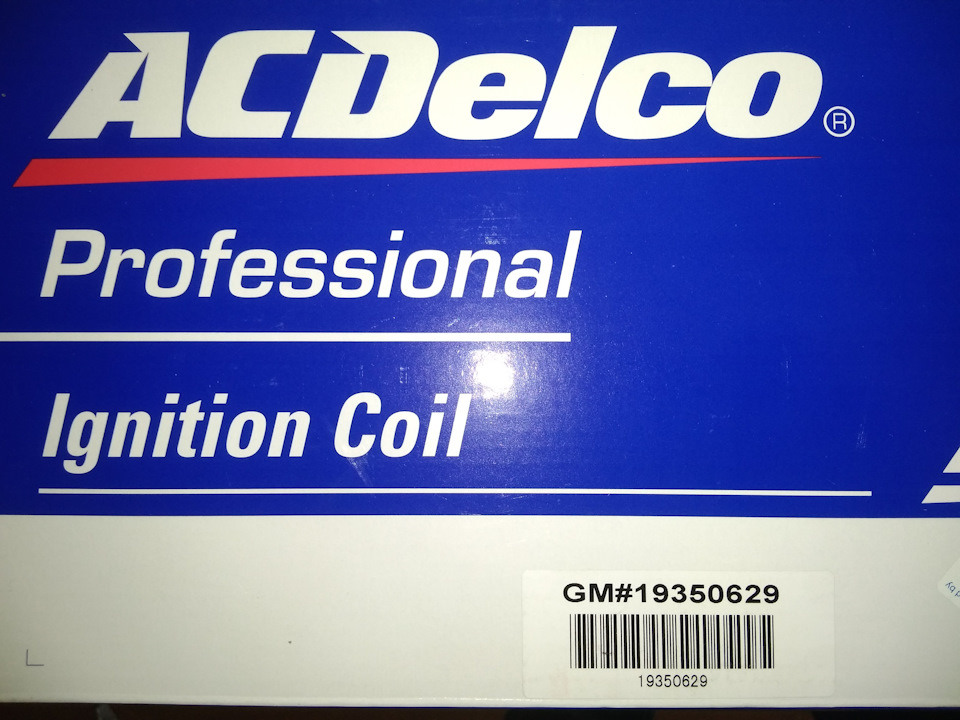 ACDelco®
Professional
Ignition Coil
GM#19350629
19350629